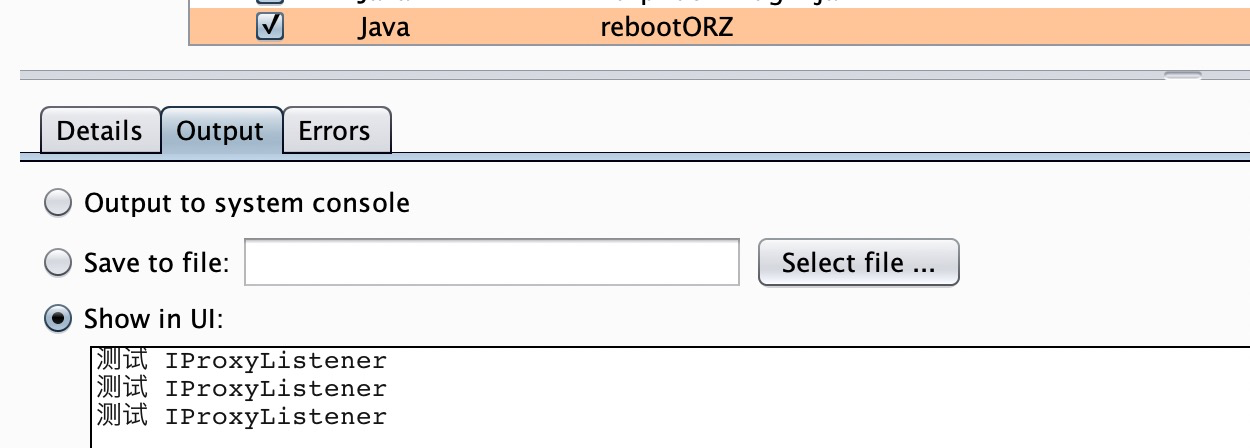 Java rebootORZ
Details Output Errors
Output to system console
Save to file: Select file ...
Show in UI:
测试 IProxyListener
测试 IProxyListener
测试 IProxyListener